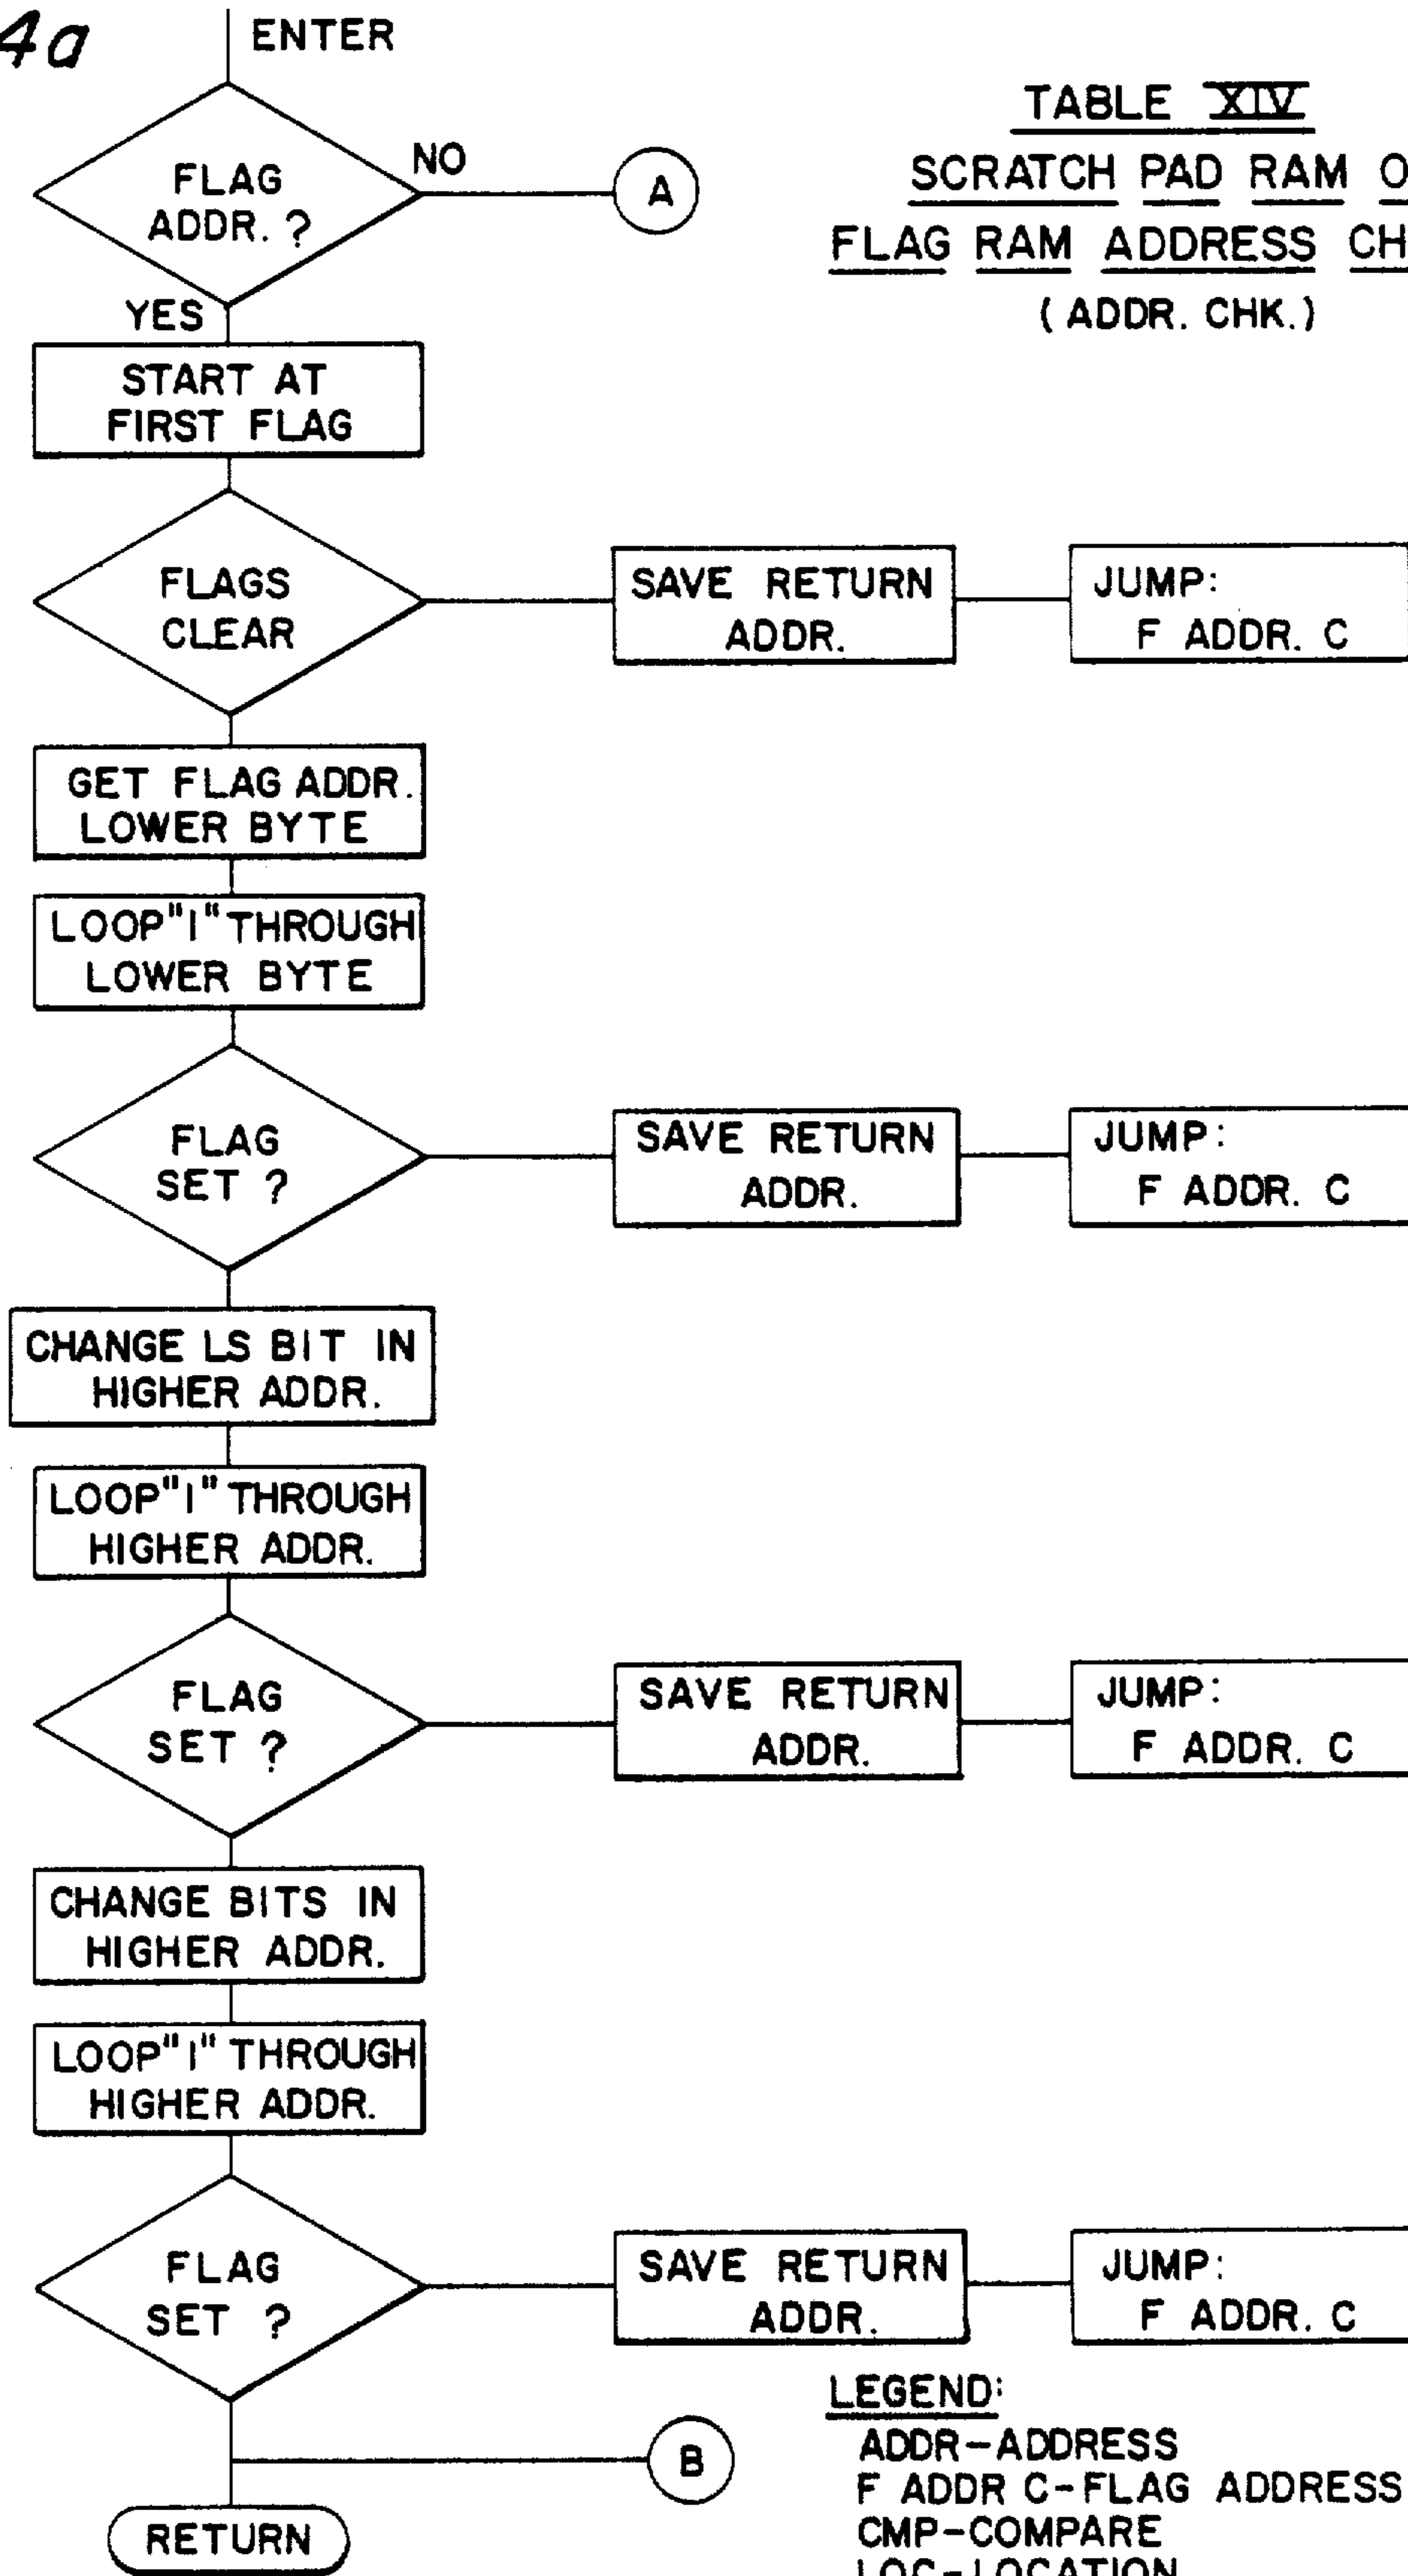 4a
ENTER
TABLE XIV
SCRATCH PAD RAM
FLAG RAM ADDRESS
(ADDR. CHK.)
FLAG
ADDR. ?
NO
A
YES
START AT
FIRST FLAG
FLAGS
CLEAR
SAVE RETURN
ADDR.
JUMP:
F ADDR. C
GET FLAG ADDR.
LOWER BYTE
LOOP "1" THROUGH
LOWER BYTE
FLAG
SET ?
SAVE RETURN
ADDR.
JUMP:
F ADDR. C
CHANGE LS BIT IN
HIGHER ADDR.
LOOP "1" THROUGH
HIGHER ADDR.
FLAG
SET ?
SAVE RETURN
ADDR.
JUMP:
F ADDR. C
CHANGE BITS IN
HIGHER ADDR.
LOOP "1" THROUGH
HIGHER ADDR.
FLAG
SET ?
SAVE RETURN
ADDR.
JUMP:
F ADDR. C
B
RETURN
LEGEND:
ADDR-ADDRESS
F ADDR C-FLAG ADDRESS
CMP-COMPARE
LOC-LOCATION